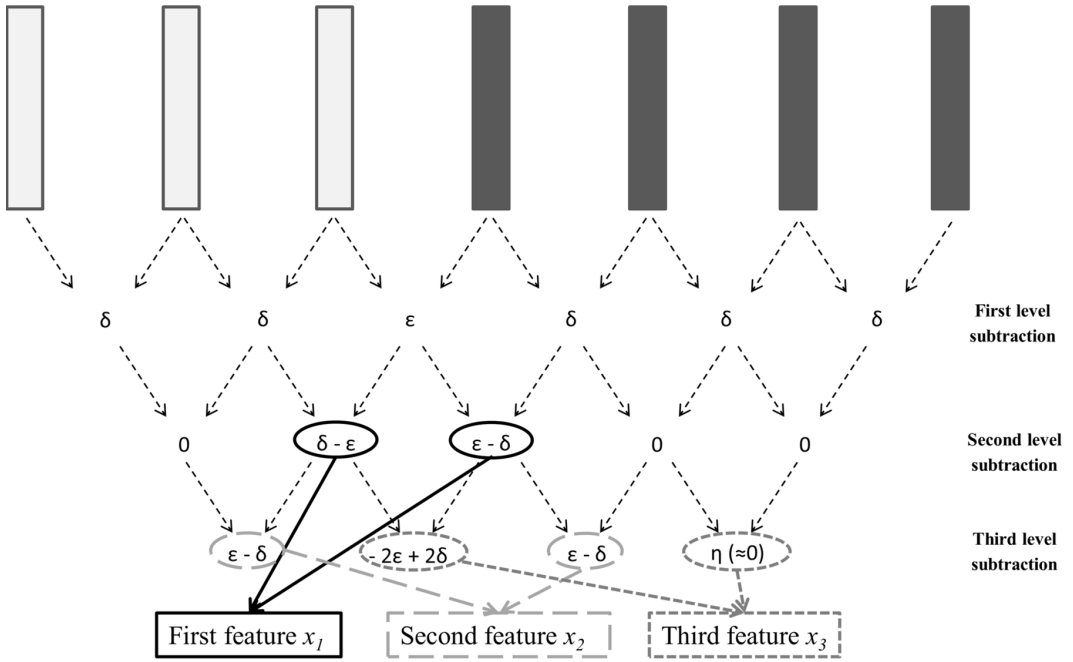 δ δ ε δ δ δ
First level
subtraction
0 δ - ε ε - δ 0 0
Second level
subtraction
ε - δ - 2ε + 2δ ε - δ η (≈0)
Third level
subtraction
First feature x1 Second feature x2 Third feature x3